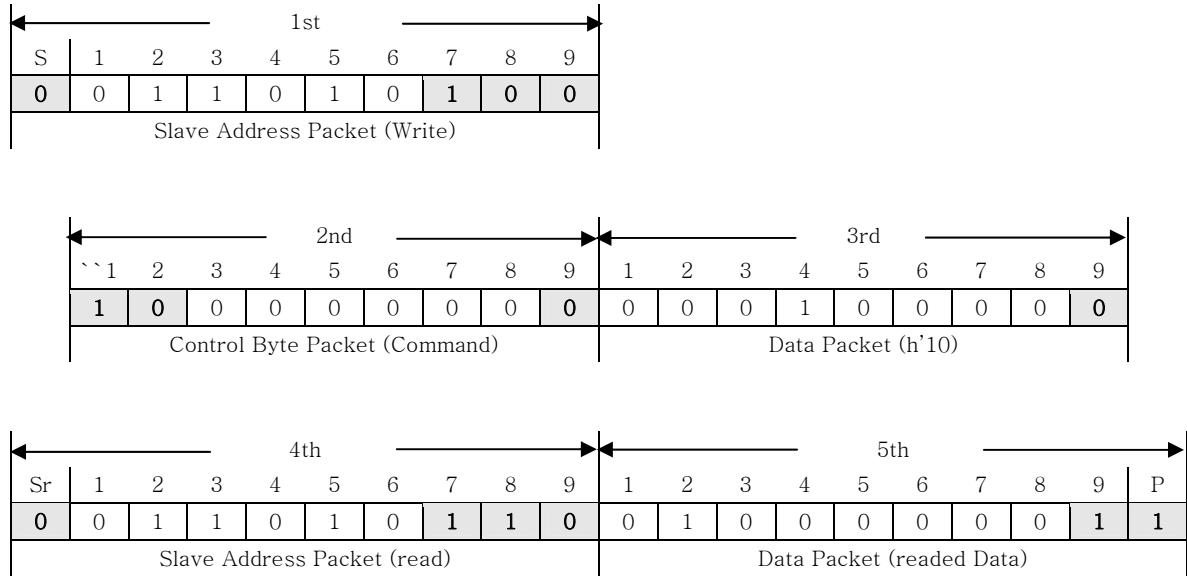 1st
S 1 2 3 4 5 6 7 8 9
0 0 1 1 0 1 0 1 0 0
Slave Address Packet (Write)
2nd 3rd
``1 2 3 4 5 6 7 8 9 1 2 3 4 5 6 7 8 9
1 0 0 0 0 0 0 0 0 0 0 0 1 0 0 0 0 0
Control Byte Packet (Command) Data Packet (h’10)
4th 5th
Sr 1 2 3 4 5 6 7 8 9 1 2 3 4 5 6 7 8 9 P
0 0 1 1 0 1 0 1 1 0 0 1 0 0 0 0 0 0 1 1
Slave Address Packet (read) Data Packet (readed Data)